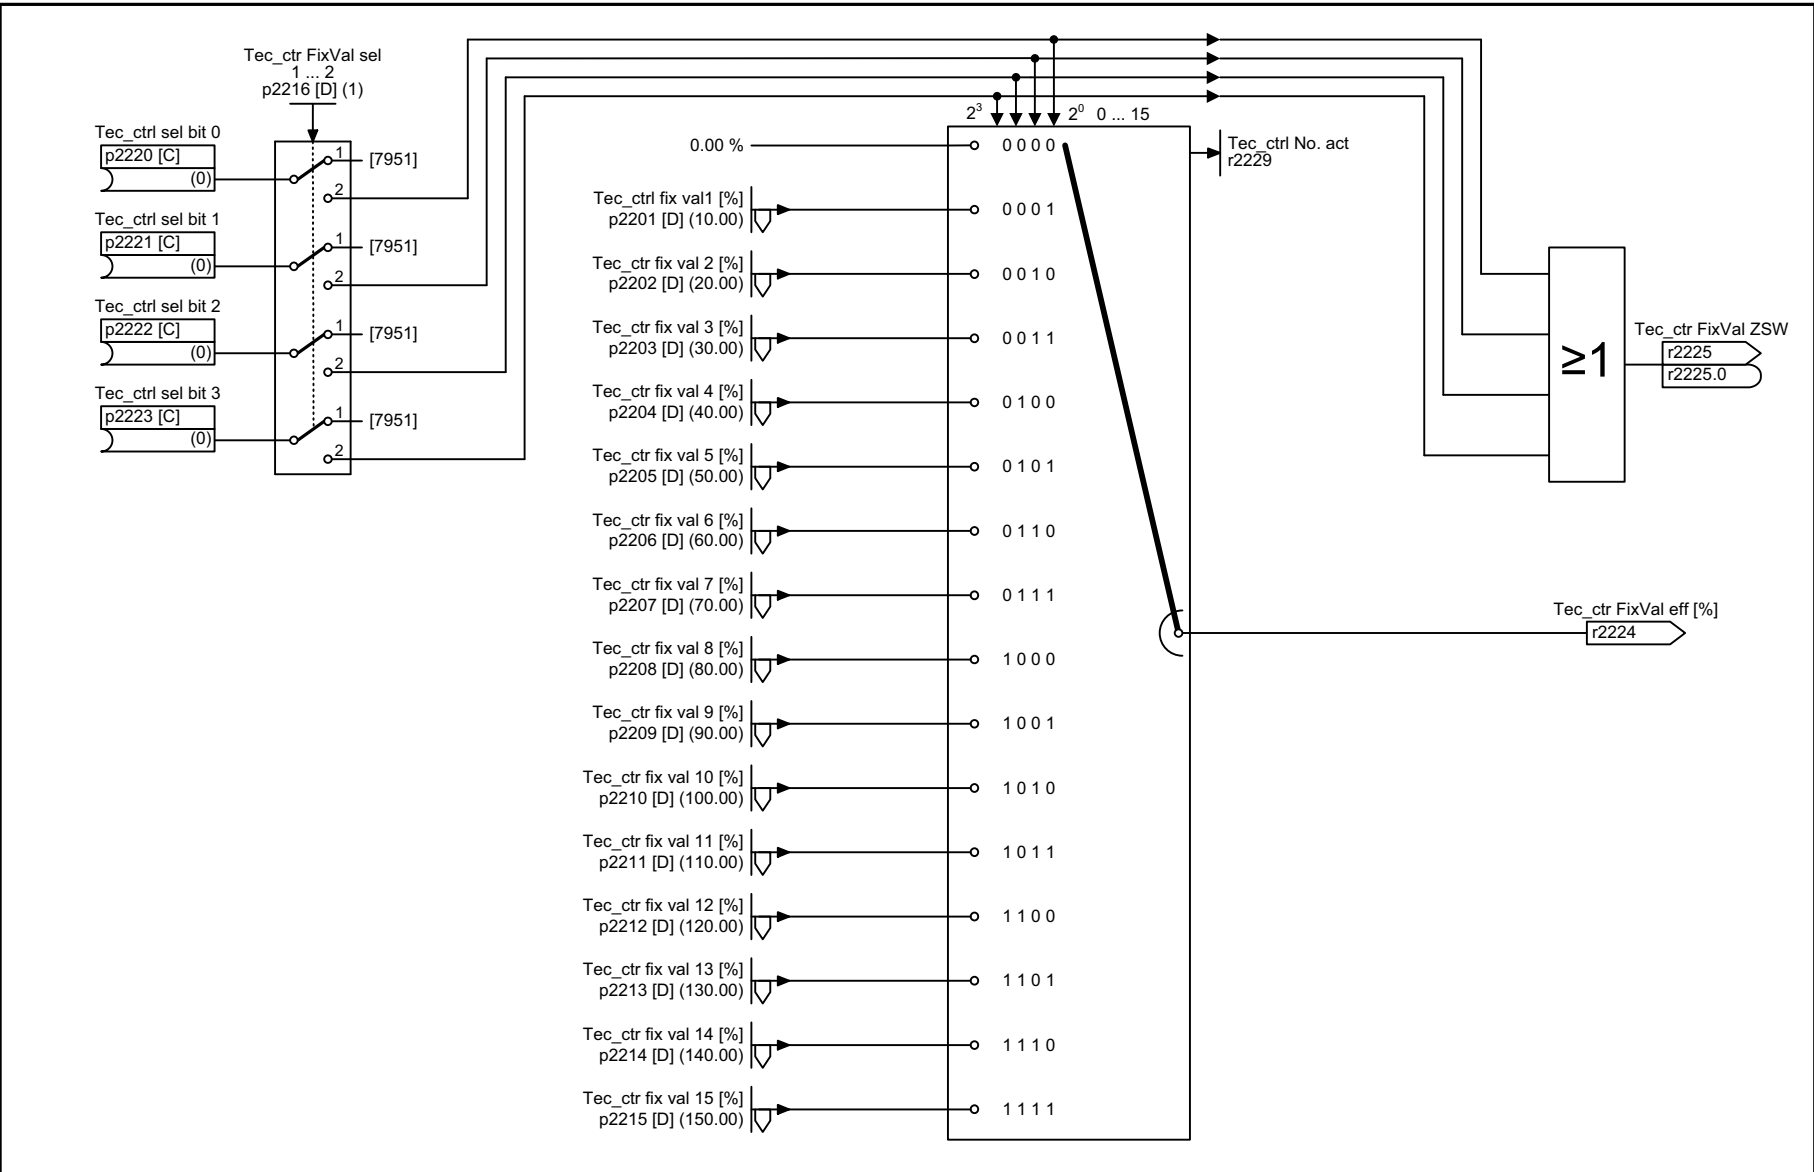 Tec_ctr FixVal sel
1 ... 2
p2216 [D] (1)
Tec_ctrl sel bit 0
p2220 [C]
(0)
1
[7951]
2
Tec_ctrl sel bit 1
p2221 [C]
(0)
1
[7951]
2
Tec_ctrl sel bit 2
p2222 [C]
(0)
1
[7951]
2
Tec_ctrl sel bit 3
p2223 [C]
(0)
1
[7951]
2
2³ 2⁰ 0 ... 15
0.00 % 0 0 0 0
Tec_ctrl No. act
r2229
Tec_ctrl fix val1 [%]
p2201 [D] (10.00) 0 0 0 1
Tec_ctr fix val 2 [%]
p2202 [D] (20.00) 0 0 1 0
Tec_ctr fix val 3 [%]
p2203 [D] (30.00) 0 0 1 1
Tec_ctr fix val 4 [%]
p2204 [D] (40.00) 0 1 0 0
Tec_ctr fix val 5 [%]
p2205 [D] (50.00) 0 1 0 1
Tec_ctr fix val 6 [%]
p2206 [D] (60.00) 0 1 1 0
Tec_ctr fix val 7 [%]
p2207 [D] (70.00) 0 1 1 1
Tec_ctr fix val 8 [%]
p2208 [D] (80.00) 1 0 0 0
Tec_ctr fix val 9 [%]
p2209 [D] (90.00) 1 0 0 1
Tec_ctr fix val 10 [%]
p2210 [D] (100.00) 1 0 1 0
Tec_ctr fix val 11 [%]
p2211 [D] (110.00) 1 0 1 1
Tec_ctr fix val 12 [%]
p2212 [D] (120.00) 1 1 0 0
Tec_ctr fix val 13 [%]
p2213 [D] (130.00) 1 1 0 1
Tec_ctr fix val 14 [%]
p2214 [D] (140.00) 1 1 1 0
Tec_ctr fix val 15 [%]
p2215 [D] (150.00) 1 1 1 1
≥1
Tec_ctr FixVal ZSW
r2225
r2225.0
Tec_ctr FixVal eff [%]
r2224